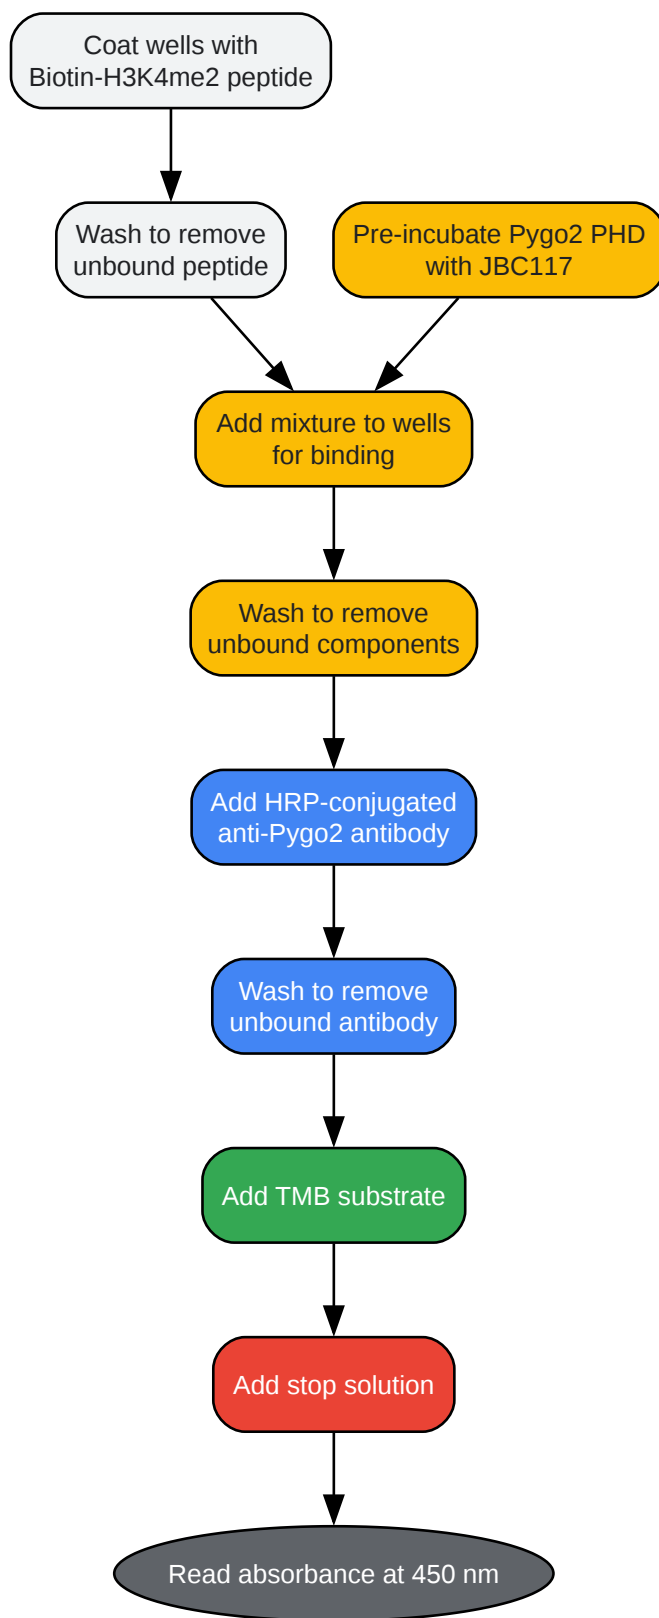 Coat wells with
Biotin-H3K4me2 peptide
Wash to remove
unbound peptide
Pre-incubate Pygo2 PHD
with JBC117
Add mixture to wells
for binding
Wash to remove
unbound components
Add HRP-conjugated
anti-Pygo2 antibody
Wash to remove
unbound antibody
Add TMB substrate
Add stop solution
Read absorbance at 450 nm